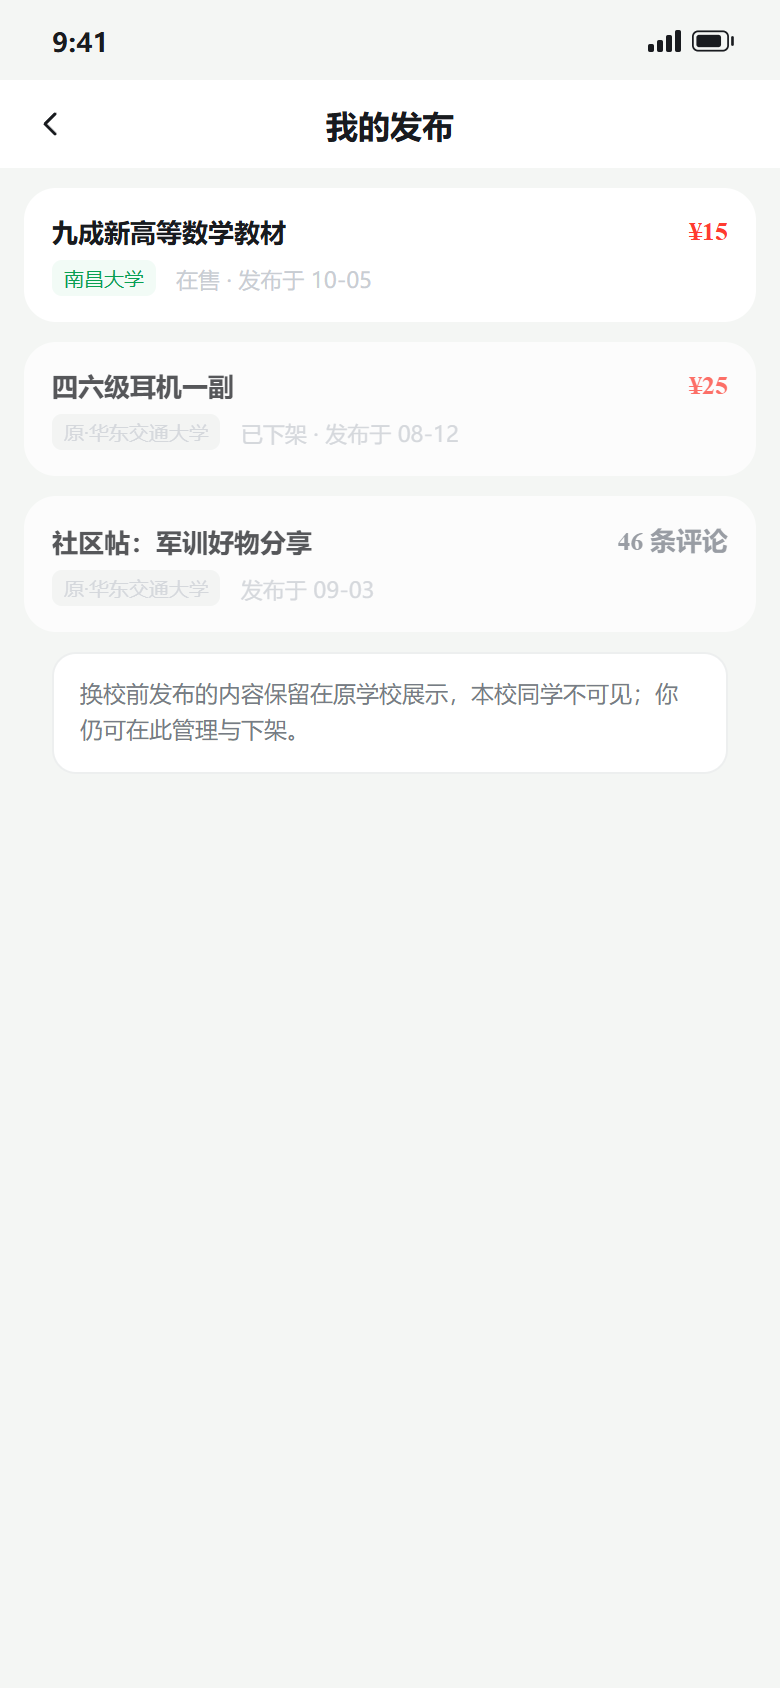 9:41
我的发布
九成新高等数学教材 ¥15
南昌大学 在售 · 发布于 10-05
四六级耳机一副 ¥25
原·华东交通大学 已下架 · 发布于 08-12
社区帖：军训好物分享 46 条评论
原·华东交通大学 发布于 09-03
换校前发布的内容保留在原学校展示，本校同学不可见；你
仍可在此管理与下架。